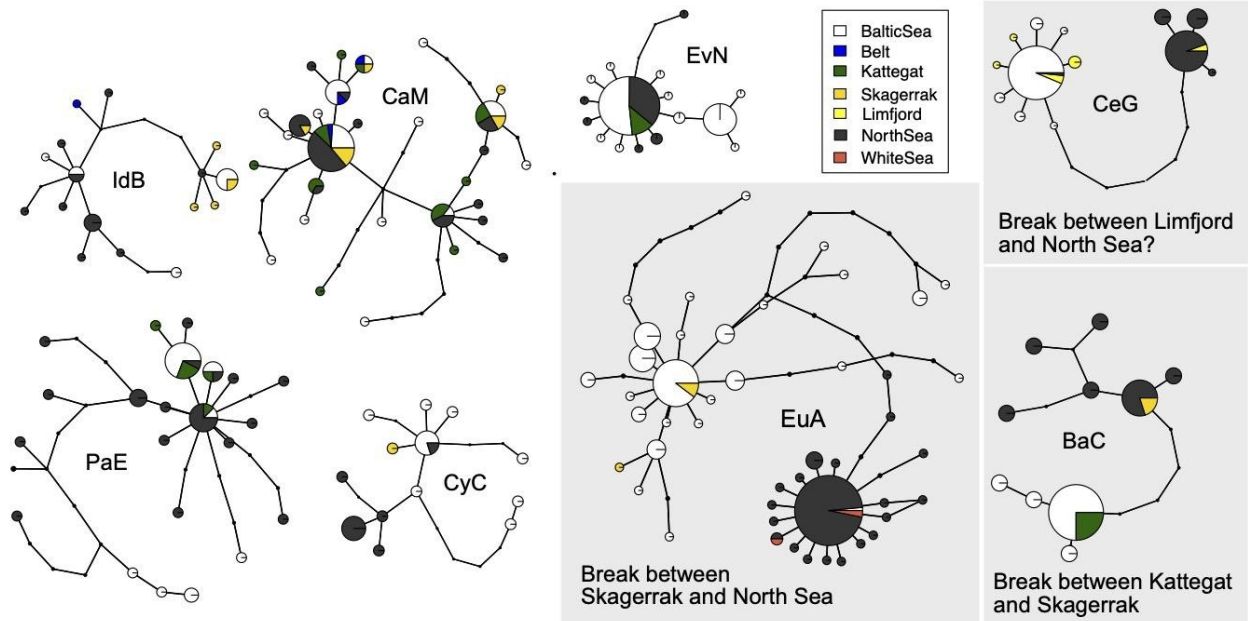 IdB
CaM
EvN
BalticSea
Belt
Kattegat
Skagerrak
Limfjord
NorthSea
WhiteSea
CeG
Break between Limfjord
and North Sea?
PaE
CyC
EuA
Break between
Skagerrak and North Sea
BaC
Break between Kattegat
and Skagerrak